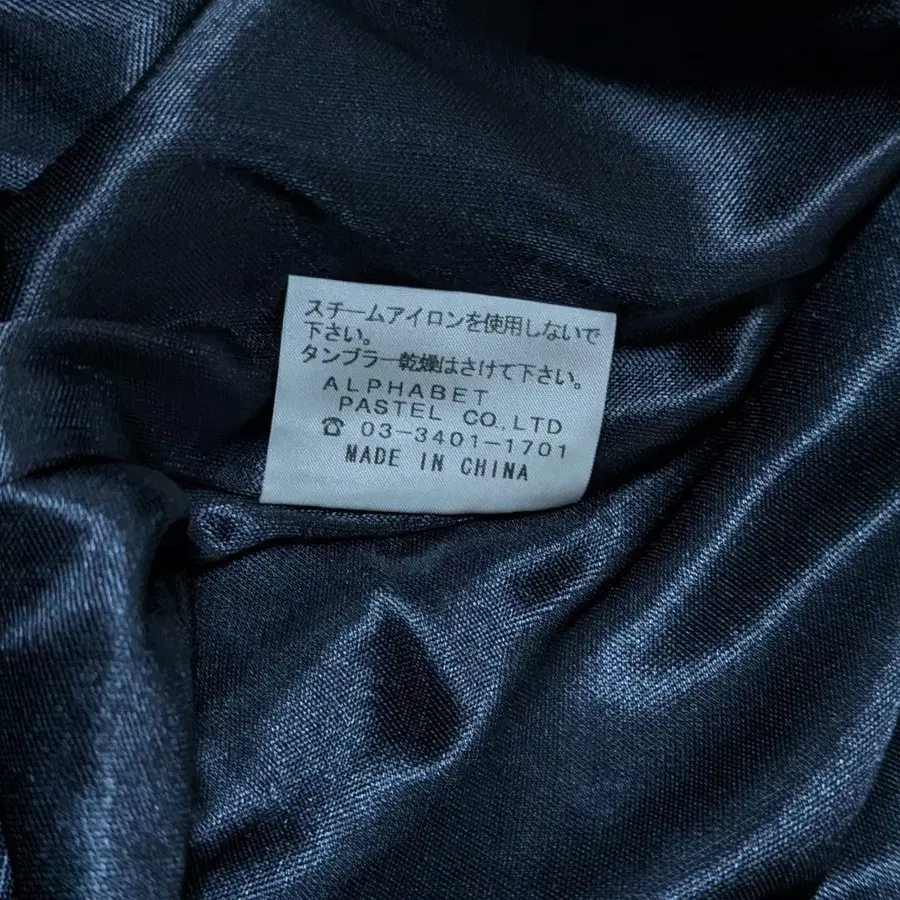 スチームアイロンを使用しないで
下さい。
タンブラー乾燥はさけて下さい。
ALPHABET
PASTEL CO.,LTD
☎ 03-3401-1701
MADE IN CHINA